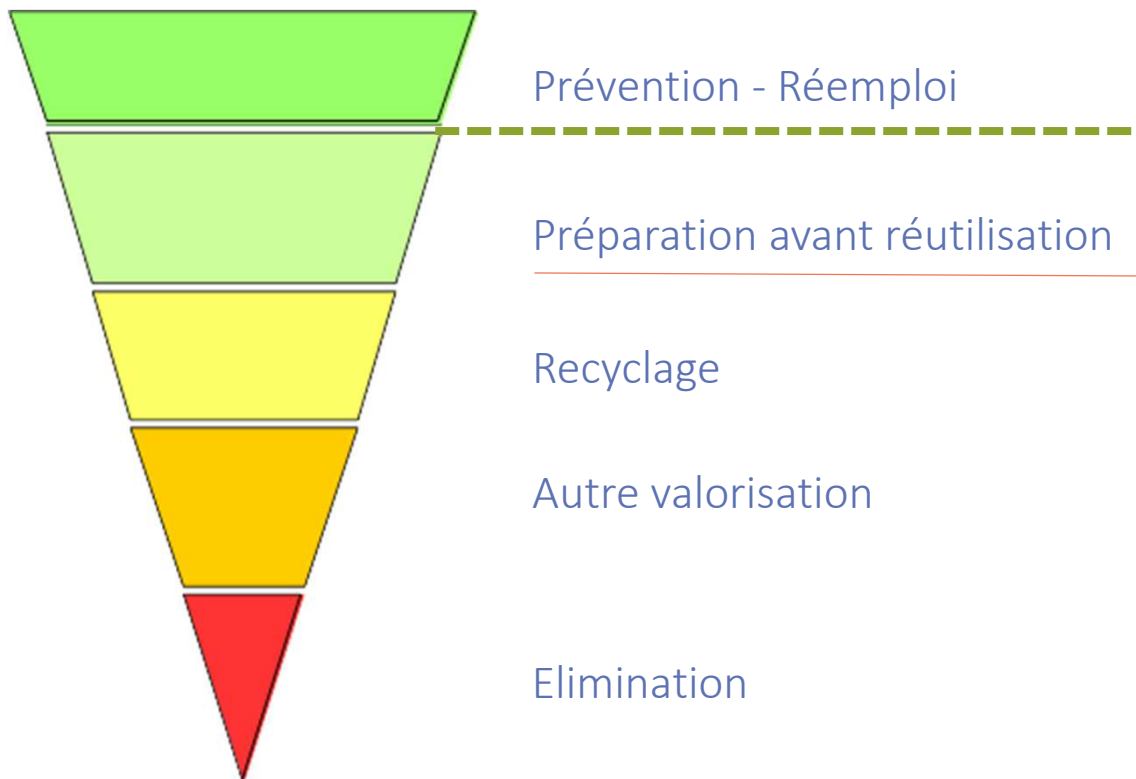 Prévention - Réemploi
Préparation avant réutilisation
Recyclage
Autre valorisation
Elimination